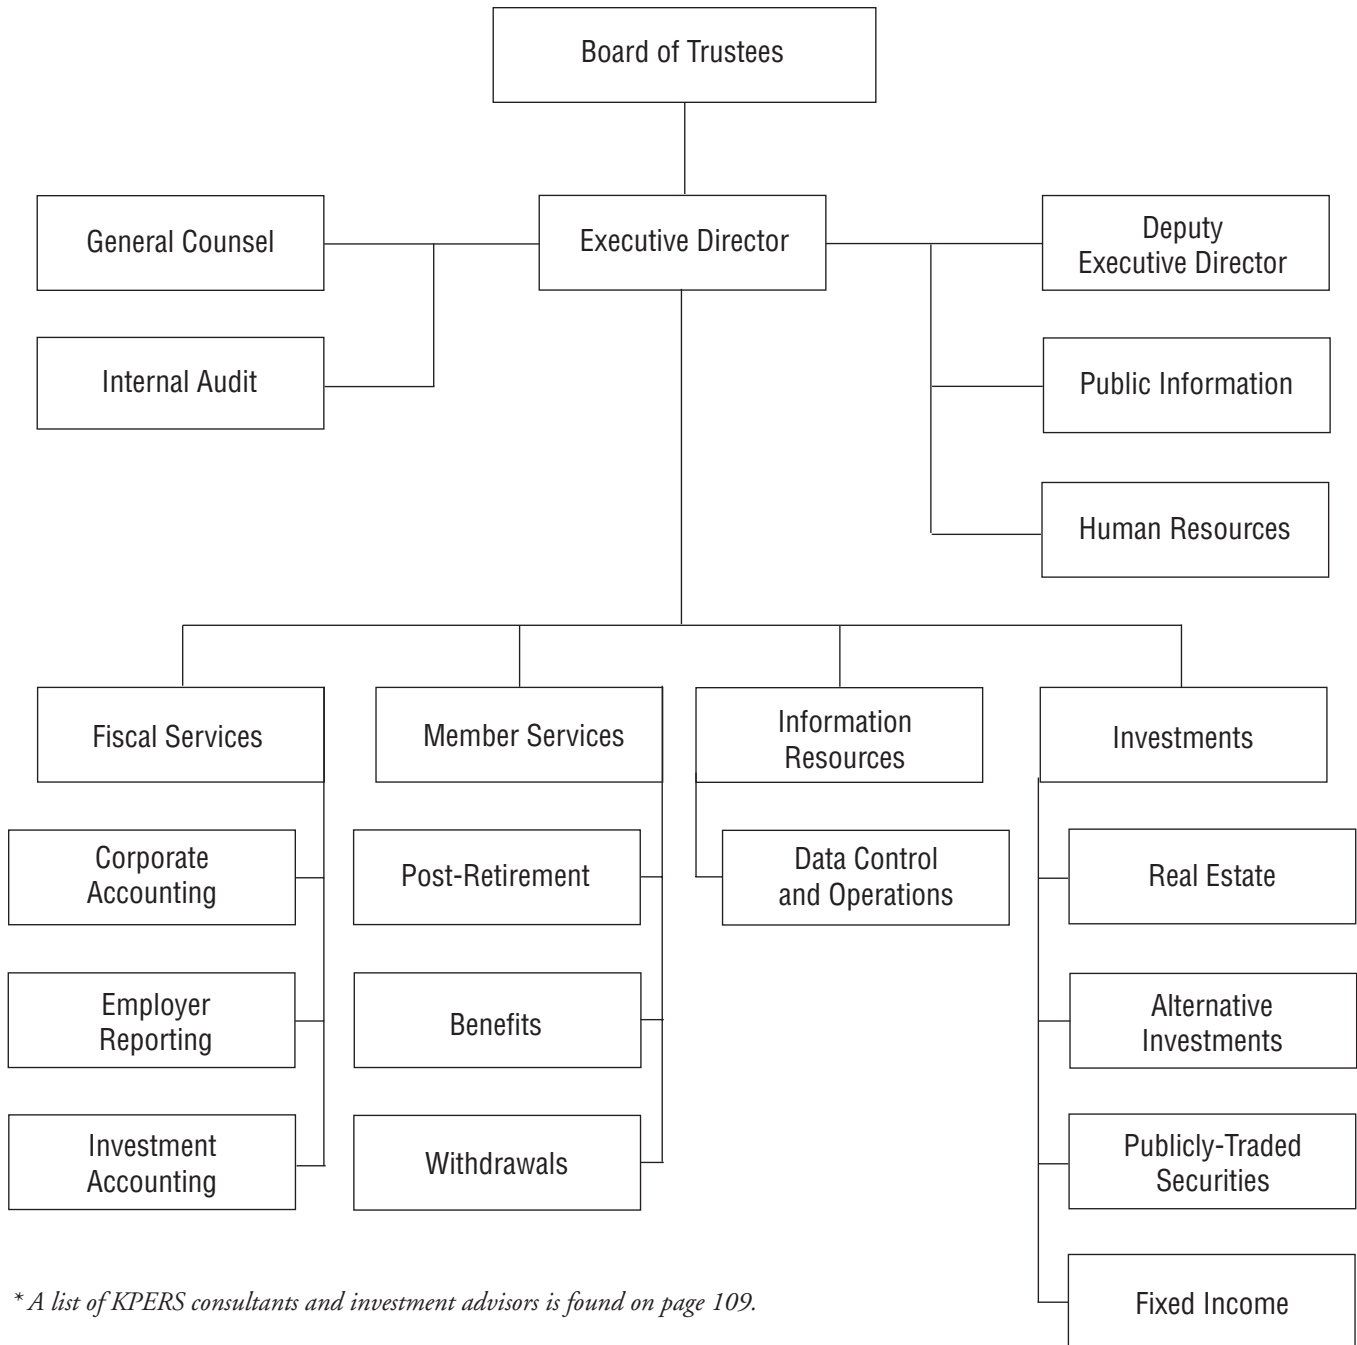 Board of Trustees
General Counsel
Executive Director
Deputy
Executive Director
Internal Audit
Public Information
Human Resources
Fiscal Services
Member Services
Information
Resources
Investments
Corporate
Accounting
Post-Retirement
Data Control
and Operations
Real Estate
Employer
Reporting
Benefits
Alternative
Investments
Investment
Accounting
Withdrawals
Publicly-Traded
Securities
Fixed Income
* A list of KPERS consultants and investment advisors is found on page 109.